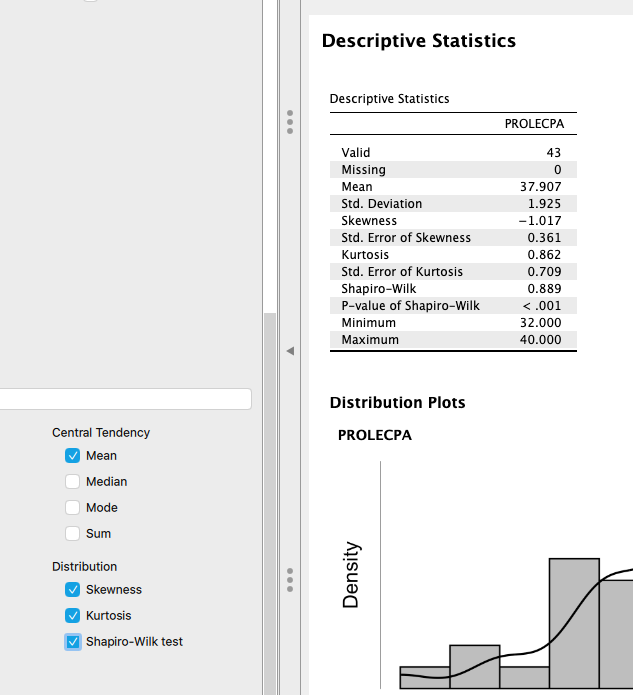 Descriptive Statistics
Descriptive Statistics
PROLECPA
Valid 43
Missing 0
Mean 37.907
Std. Deviation 1.925
Skewness −1.017
Std. Error of Skewness 0.361
Kurtosis 0.862
Std. Error of Kurtosis 0.709
Shapiro-Wilk 0.889
P-value of Shapiro-Wilk < .001
Minimum 32.000
Maximum 40.000
Distribution Plots
PROLECPA
Density
Central Tendency
Mean
Median
Mode
Sum
Distribution
Skewness
Kurtosis
Shapiro-Wilk test